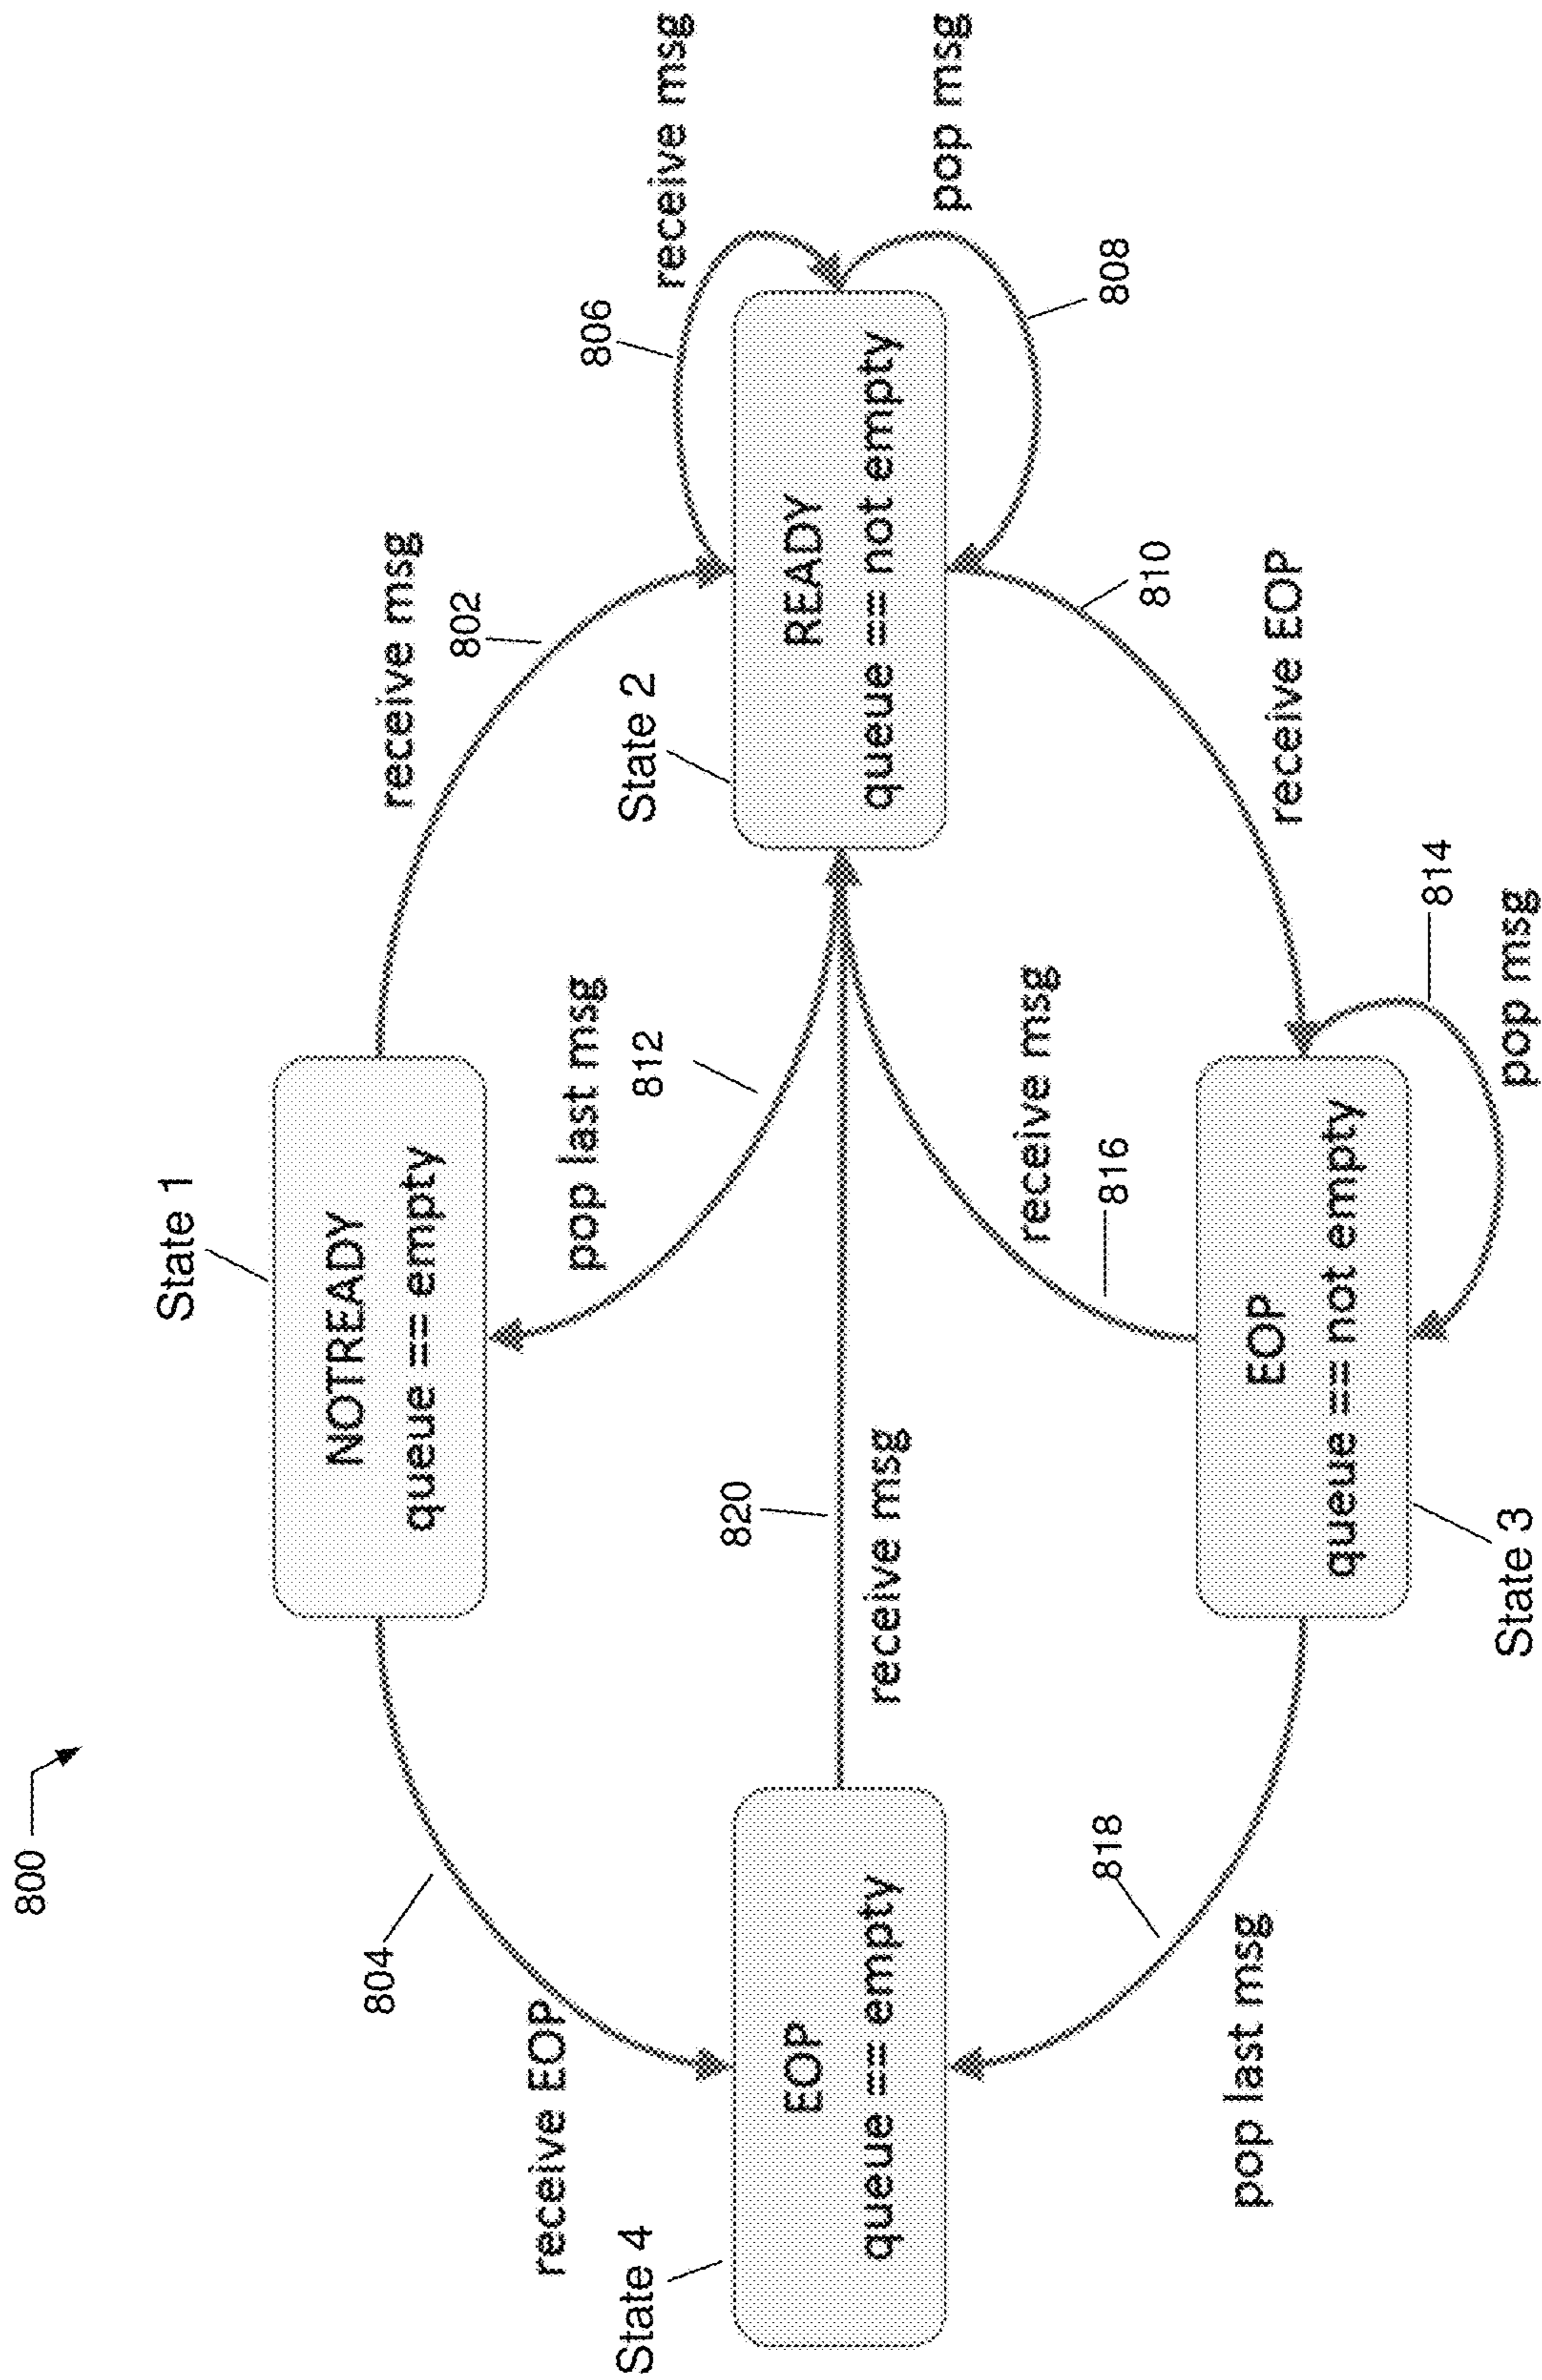 800
State 1
NOTREADY
queue == empty
receive msg
802
804
receive EOP
pop last msg
812
State 2
READY
queue == not empty
806
receive msg
808
pop msg
820
receive msg
State 4
EOP
queue == empty
receive msg
816
810
receive EOP
State 3
EOP
queue == not empty
814
pop msg
818
pop last msg